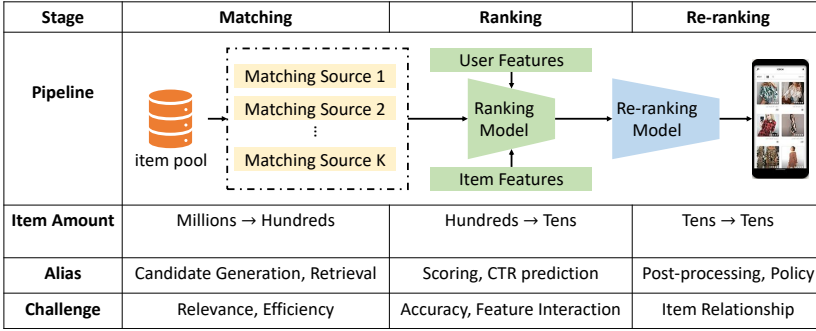 Stage Matching Ranking Re-ranking
Pipeline
item pool
Matching Source 1
Matching Source 2
⋮
Matching Source K
User Features
Ranking
Model
Item Features
Re-ranking
Model
Item Amount Millions → Hundreds Hundreds → Tens Tens → Tens
Alias Candidate Generation, Retrieval Scoring, CTR prediction Post-processing, Policy
Challenge Relevance, Efficiency Accuracy, Feature Interaction Item Relationship